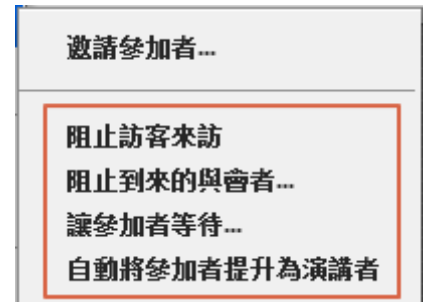 邀請參加者...
阻止訪客來訪
阻止到來的與會者...
讓參加者等待...
自動將參加者提升為演講者